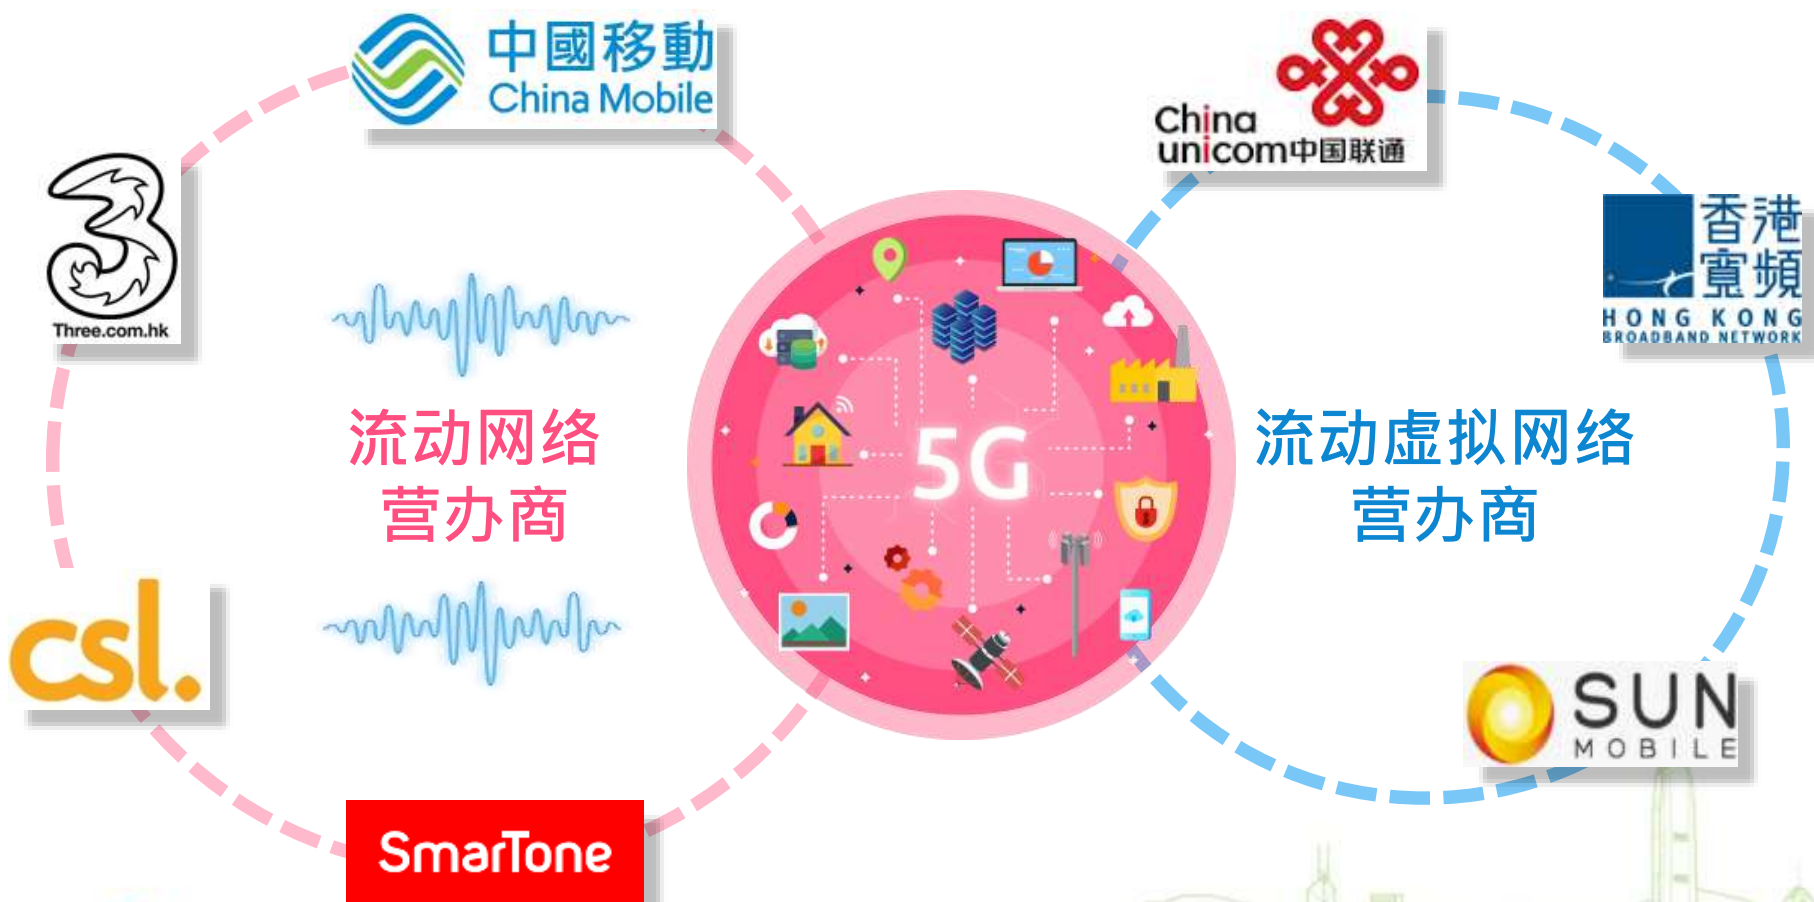 中國移動
China Mobile
China
unicom中国联通
Three.com.hk
香港
寬頻
HONG KONG
BROADBAND NETWORK
流动网络
营办商
5G
流动虚拟网络
营办商
csl.
SUN
MOBILE
SmarTone